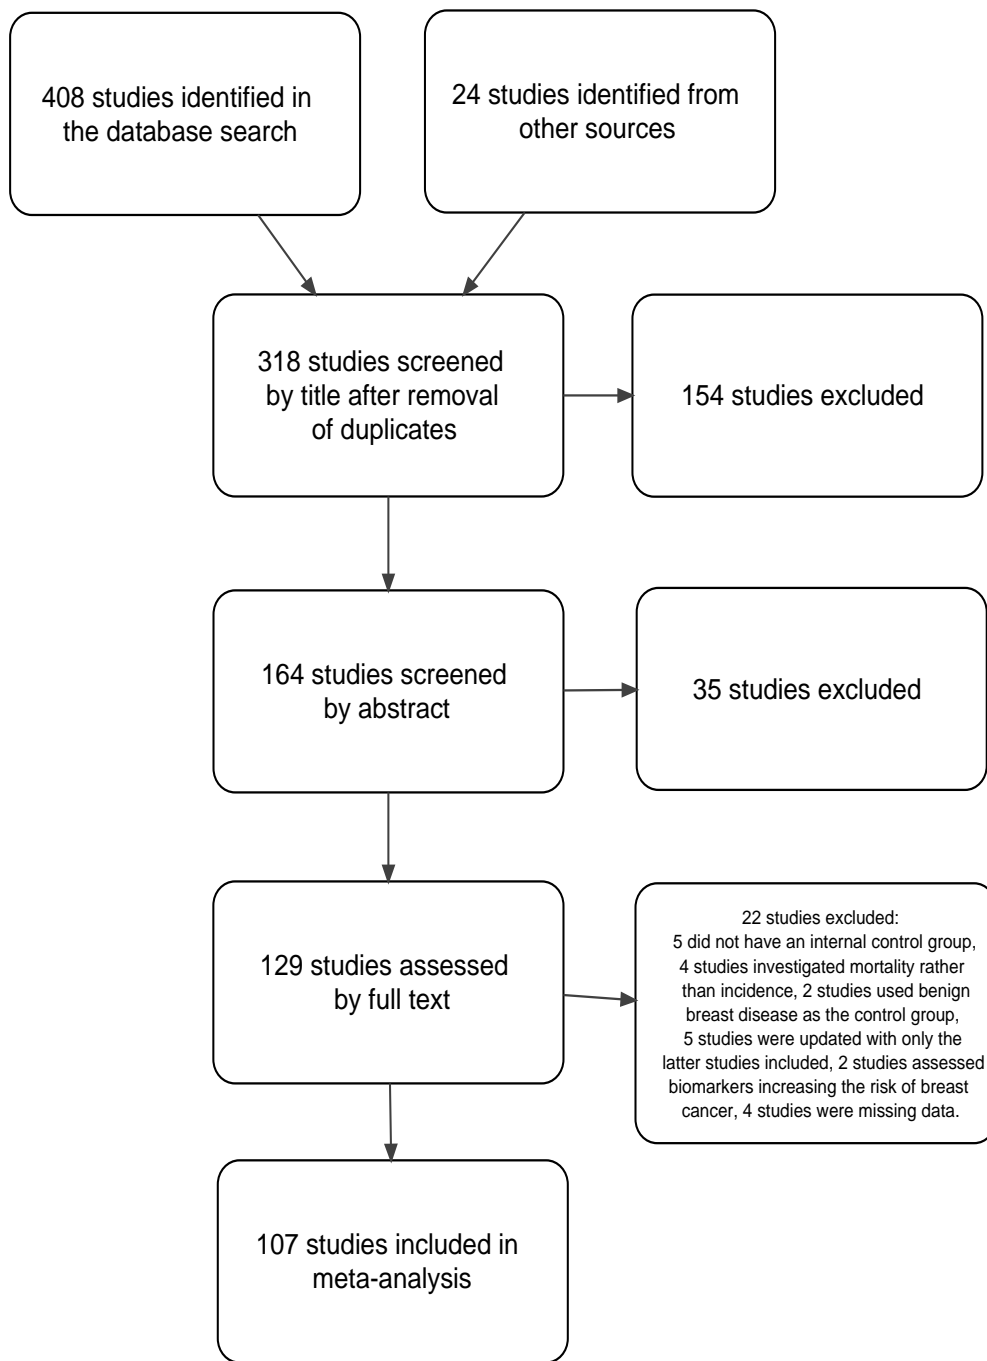 408 studies identified in
the database search
24 studies identified from
other sources
318 studies screened
by title after removal
of duplicates
154 studies excluded
164 studies screened
by abstract
35 studies excluded
129 studies assessed
by full text
22 studies excluded:
5 did not have an internal control group,
4 studies investigated mortality rather
than incidence, 2 studies used benign
breast disease as the control group,
5 studies were updated with only the
latter studies included, 2 studies assessed
biomarkers increasing the risk of breast
cancer, 4 studies were missing data.
107 studies included in
meta-analysis